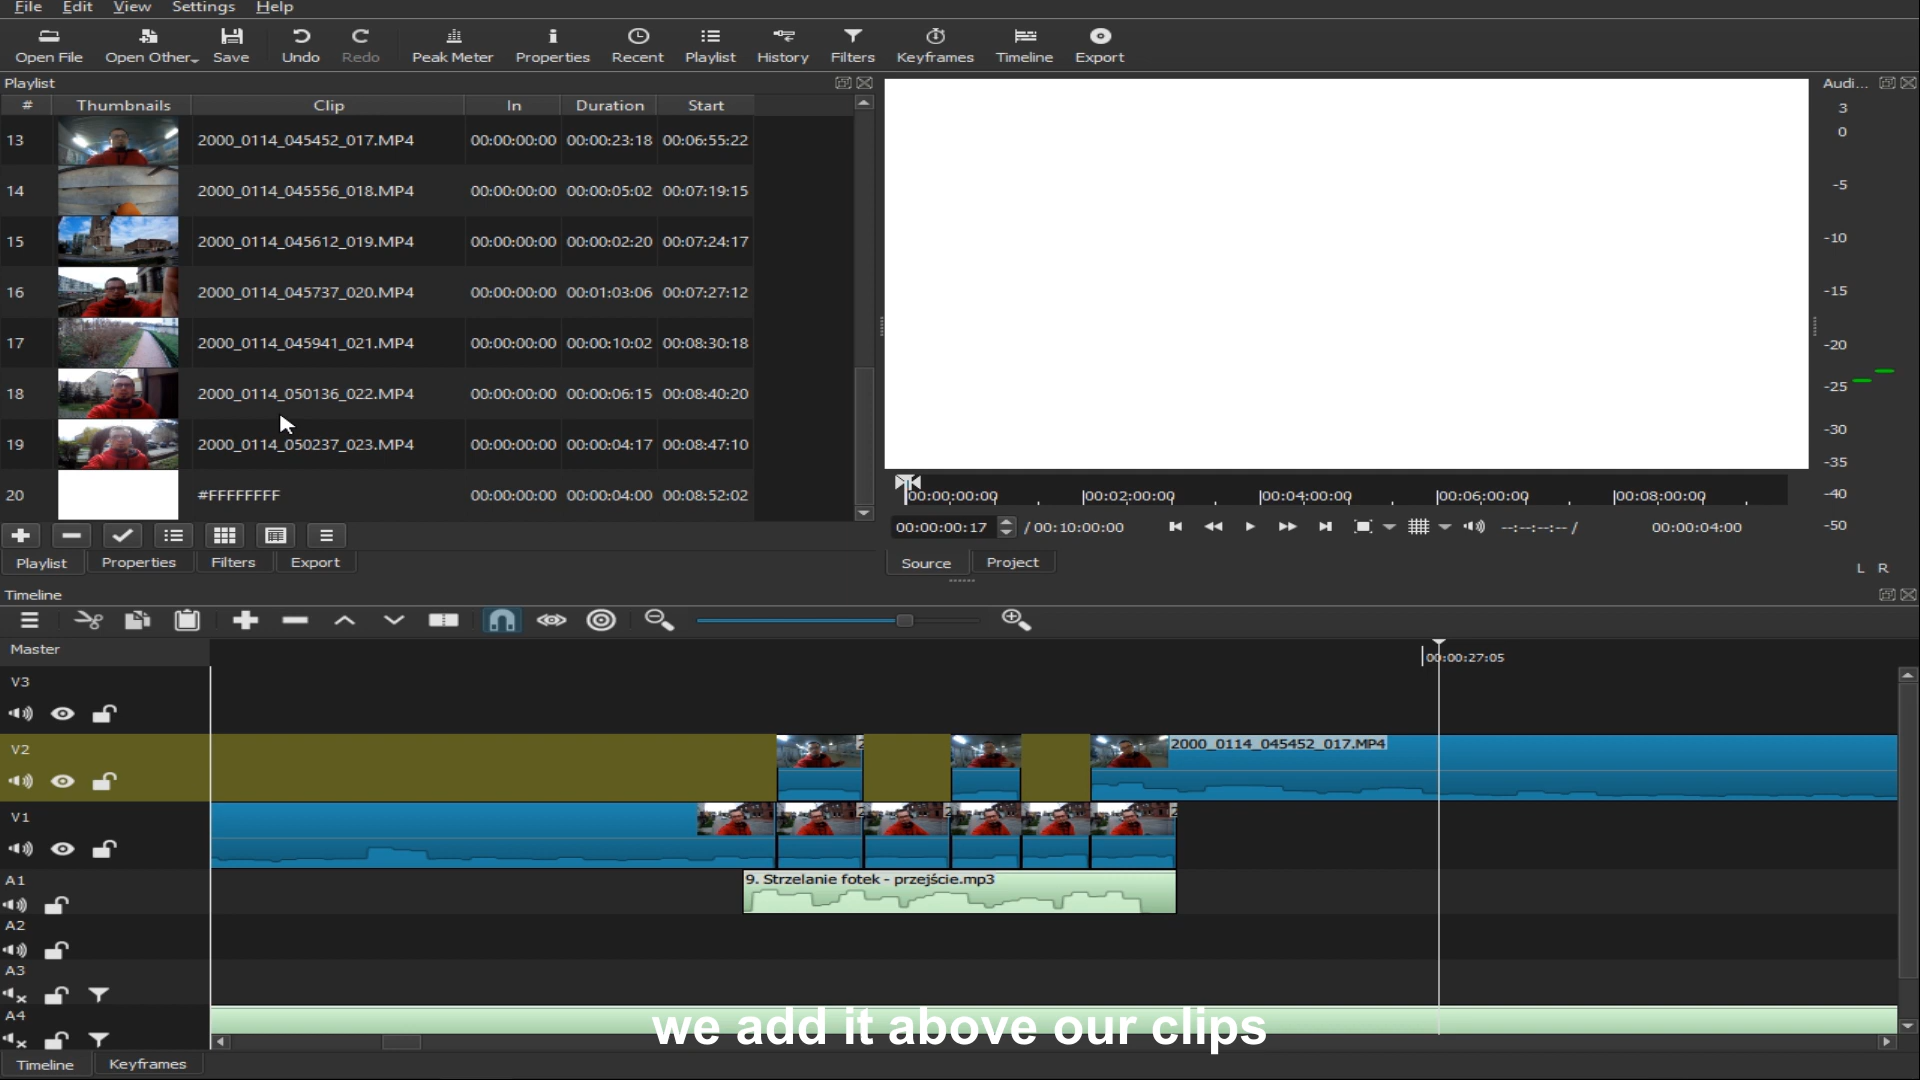 File Edit View Settings Help
Open File Open Other Save Undo Redo Peak Meter Properties Recent Playlist History Filters Keyframes Timeline Export
Playlist
# Thumbnails Clip In Duration Start
13 2000_0114_045452_017.MP4 00:00:00:00 00:00:23:18 00:06:55:22
14 2000_0114_045556_018.MP4 00:00:00:00 00:00:05:02 00:07:19:15
15 2000_0114_045612_019.MP4 00:00:00:00 00:00:02:20 00:07:24:17
16 2000_0114_045737_020.MP4 00:00:00:00 00:01:03:06 00:07:27:12
17 2000_0114_045941_021.MP4 00:00:00:00 00:00:10:02 00:08:30:18
18 2000_0114_050136_022.MP4 00:00:00:00 00:00:06:15 00:08:40:20
19 2000_0114_050237_023.MP4 00:00:00:00 00:00:04:17 00:08:47:10
20 #FFFFFFFF 00:00:00:00 00:00:04:00 00:08:52:02
Playlist Properties Filters Export
Audi...
3
0
-5
-10
-15
-20
-25
-30
-35
-40
-50
L R
00:00:00:00 00:02:00:00 00:04:00:00 00:06:00:00 00:08:00:00
00:00:00:17 / 00:10:00:00 --:--:--:-- / 00:00:04:00
Source Project
Timeline
Master
00:00:27:05
V3
V2
2 2000_0114_045452_017.MP4
V1
2 2 2
A1
9. Strzelanie fotek - przejście.mp3
A2
A3
A4
we add it above our clips
Timeline Keyframes